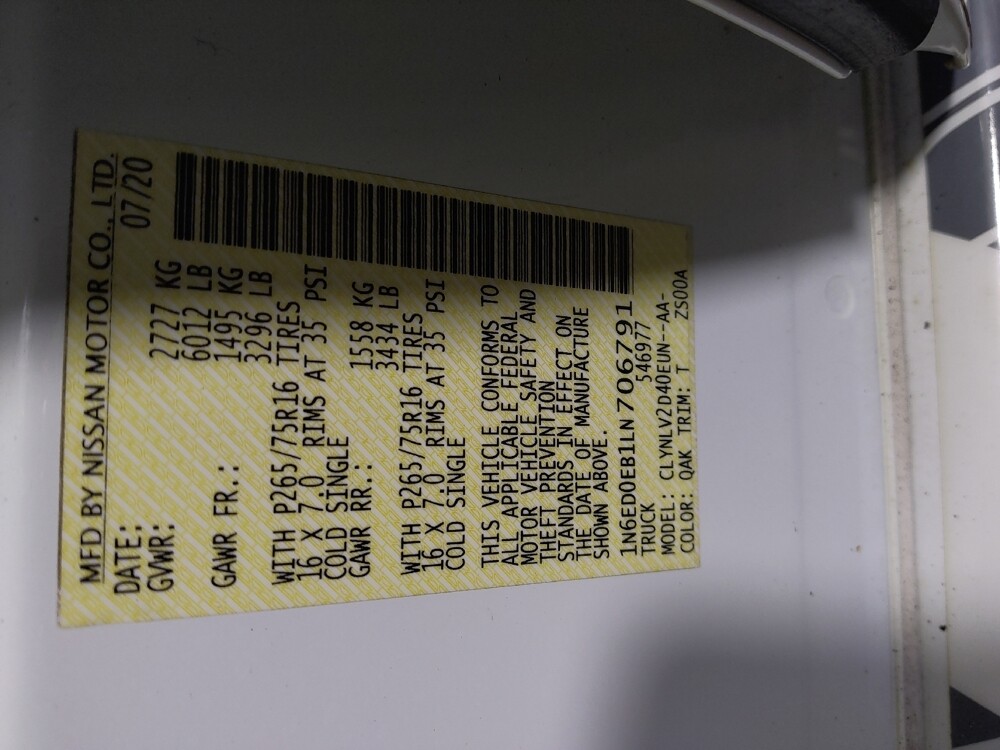 MFD BY NISSAN MOTOR CO., LTD.
DATE: 07/20
GVWR: 2727 KG
6012 LB
GAWR FR.: 1495 KG
3296 LB
WITH P265/75R16 TIRES
16 X 7.0 RIMS AT 35 PSI
COLD SINGLE
GAWR RR.: 1558 KG
3434 LB
WITH P265/75R16 TIRES
16 X 7.0 RIMS AT 35 PSI
COLD SINGLE
THIS VEHICLE CONFORMS TO
ALL APPLICABLE FEDERAL
MOTOR VEHICLE SAFETY AND
THEFT PREVENTION
STANDARDS IN EFFECT ON
THE DATE OF MANUFACTURE
SHOWN ABOVE.
1N6ED0EB1LN706791
TRUCK 546977
MODEL: CLYNLV2D40EUN--AA-
COLOR: QAK TRIM: T ZS00A